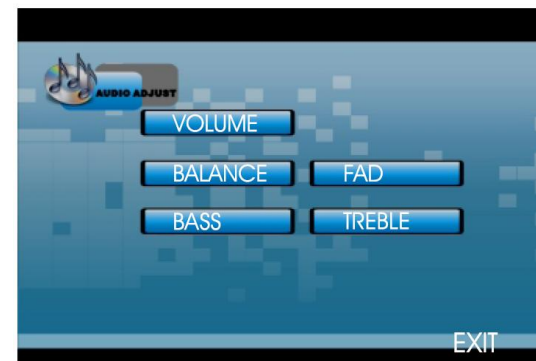 AUDIO ADJUST
VOLUME
BALANCE FAD
BASS TREBLE
EXIT